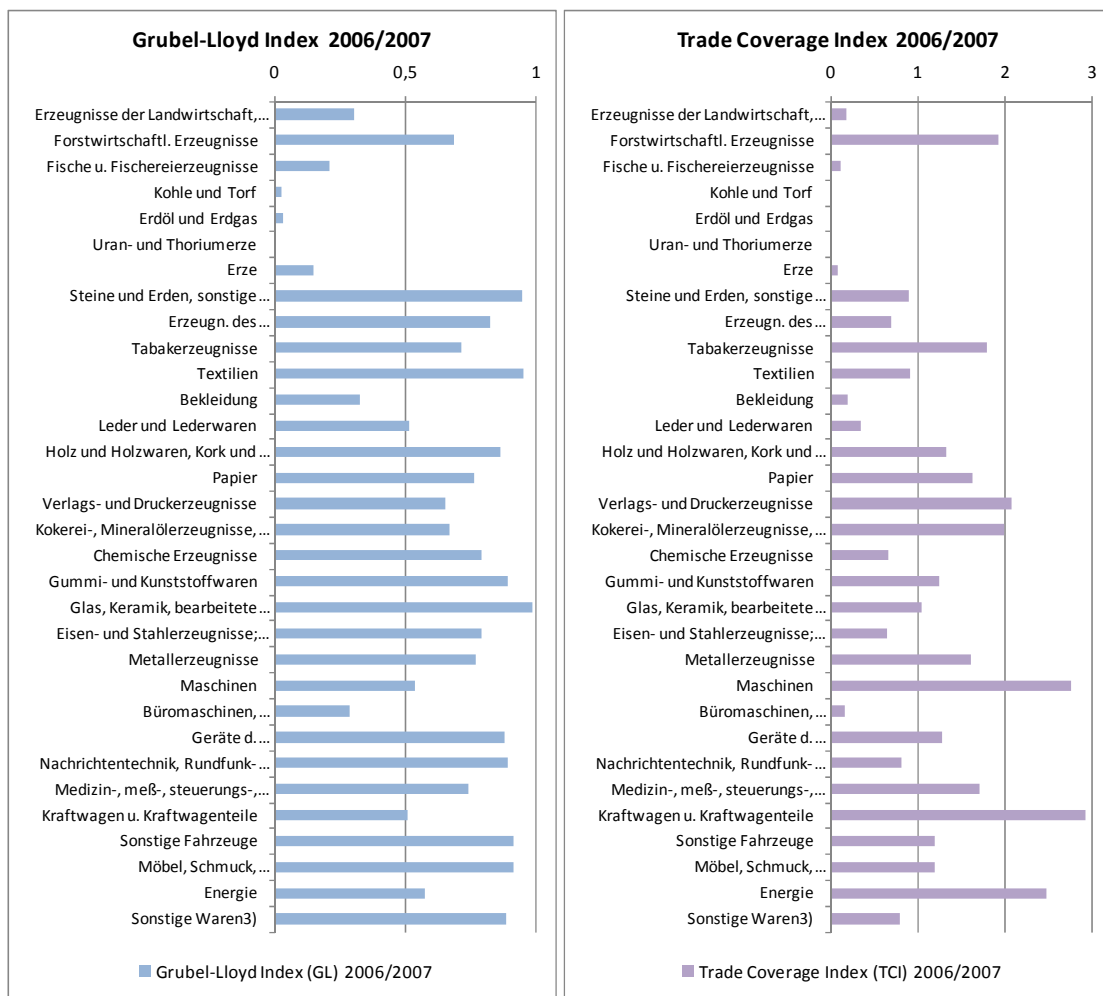 Grubel-Lloyd Index 2006/2007
0 0,5 1
Erzeugnisse der Landwirtschaft,...
Forstwirtschaftl. Erzeugnisse
Fische u. Fischereierzeugnisse
Kohle und Torf
Erdöl und Erdgas
Uran- und Thoriumerze
Erze
Steine und Erden, sonstige ...
Erzeugn. des ...
Tabakerzeugnisse
Textilien
Bekleidung
Leder und Lederwaren
Holz und Holzwaren, Kork und ...
Papier
Verlags- und Druckerzeugnisse
Kokerei-, Mineralölerzeugnisse, ...
Chemische Erzeugnisse
Gummi- und Kunststoffwaren
Glas, Keramik, bearbeitete ...
Eisen- und Stahlerzeugnisse;...
Metallerzeugnisse
Maschinen
Büromaschinen, ...
Geräte d. ...
Nachrichtentechnik, Rundfunk- ...
Medizin-, meß-, steuerungs-, ...
Kraftwagen u. Kraftwagenteile
Sonstige Fahrzeuge
Möbel, Schmuck, ...
Energie
Sonstige Waren3)
Grubel-Lloyd Index (GL) 2006/2007
Trade Coverage Index 2006/2007
0 1 2 3
Erzeugnisse der Landwirtschaft,...
Forstwirtschaftl. Erzeugnisse
Fische u. Fischereierzeugnisse
Kohle und Torf
Erdöl und Erdgas
Uran- und Thoriumerze
Erze
Steine und Erden, sonstige ...
Erzeugn. des ...
Tabakerzeugnisse
Textilien
Bekleidung
Leder und Lederwaren
Holz und Holzwaren, Kork und ...
Papier
Verlags- und Druckerzeugnisse
Kokerei-, Mineralölerzeugnisse, ...
Chemische Erzeugnisse
Gummi- und Kunststoffwaren
Glas, Keramik, bearbeitete ...
Eisen- und Stahlerzeugnisse;...
Metallerzeugnisse
Maschinen
Büromaschinen, ...
Geräte d. ...
Nachrichtentechnik, Rundfunk- ...
Medizin-, meß-, steuerungs-, ...
Kraftwagen u. Kraftwagenteile
Sonstige Fahrzeuge
Möbel, Schmuck, ...
Energie
Sonstige Waren3)
Trade Coverage Index (TCI) 2006/2007